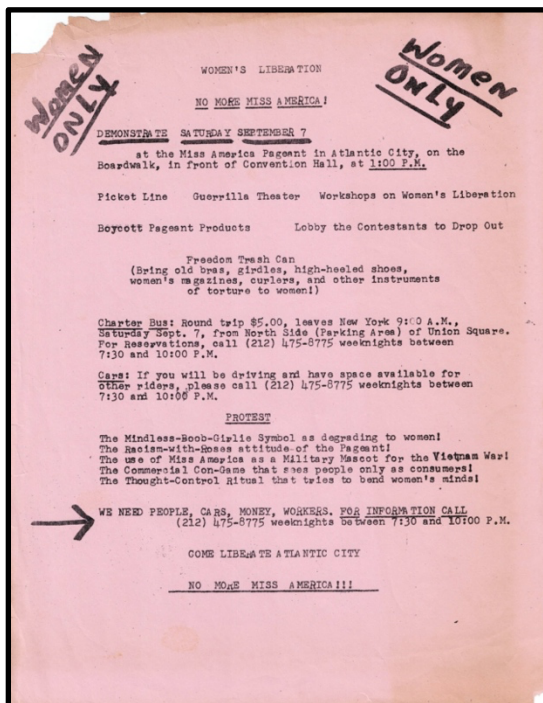 WOMEN ONLY
WOMEN ONLY
WOMEN'S LIBERATION
NO MORE MISS AMERICA!
DEMONSTRATE SATURDAY SEPTEMBER 7
at the Miss America Pageant in Atlantic City, on the
Boardwalk, in front of Convention Hall, at 1:00 P.M.
Picket Line Guerrilla Theater Workshops on Women's Liberation
Boycott Pageant Products Lobby the Contestants to Drop Out
Freedom Trash Can
(Bring old bras, girdles, high-heeled shoes,
women's magazines, curlers, and other instruments
of torture to women!)
Charter Bus: Round trip $5.00, leaves New York 9:00 A.M.,
Saturday Sept. 7, from North Side (Parking Area) of Union Square.
For Reservations, call (212) 475-8775 weeknights between
7:30 and 10:00 P.M.
Cars: If you will be driving and have space available for
other riders, please call (212) 475-8775 weeknights between
7:30 and 10:00 P.M.
PROTEST
The Mindless-Boob-Girlie Symbol as degrading to women!
The Racism-with-Roses attitude of the Pageant!
The use of Miss America as a Military Mascot for the Vietnam War!
The Commercial Con-Game that sees people only as consumers!
The Thought-Control Ritual that tries to bend women's minds!
WE NEED PEOPLE, CARS, MONEY, WORKERS. FOR INFORMATION CALL
(212) 475-8775 weeknights between 7:30 and 10:00 P.M.
COME LIBERATE ATLANTIC CITY
NO MORE MISS AMERICA!!!